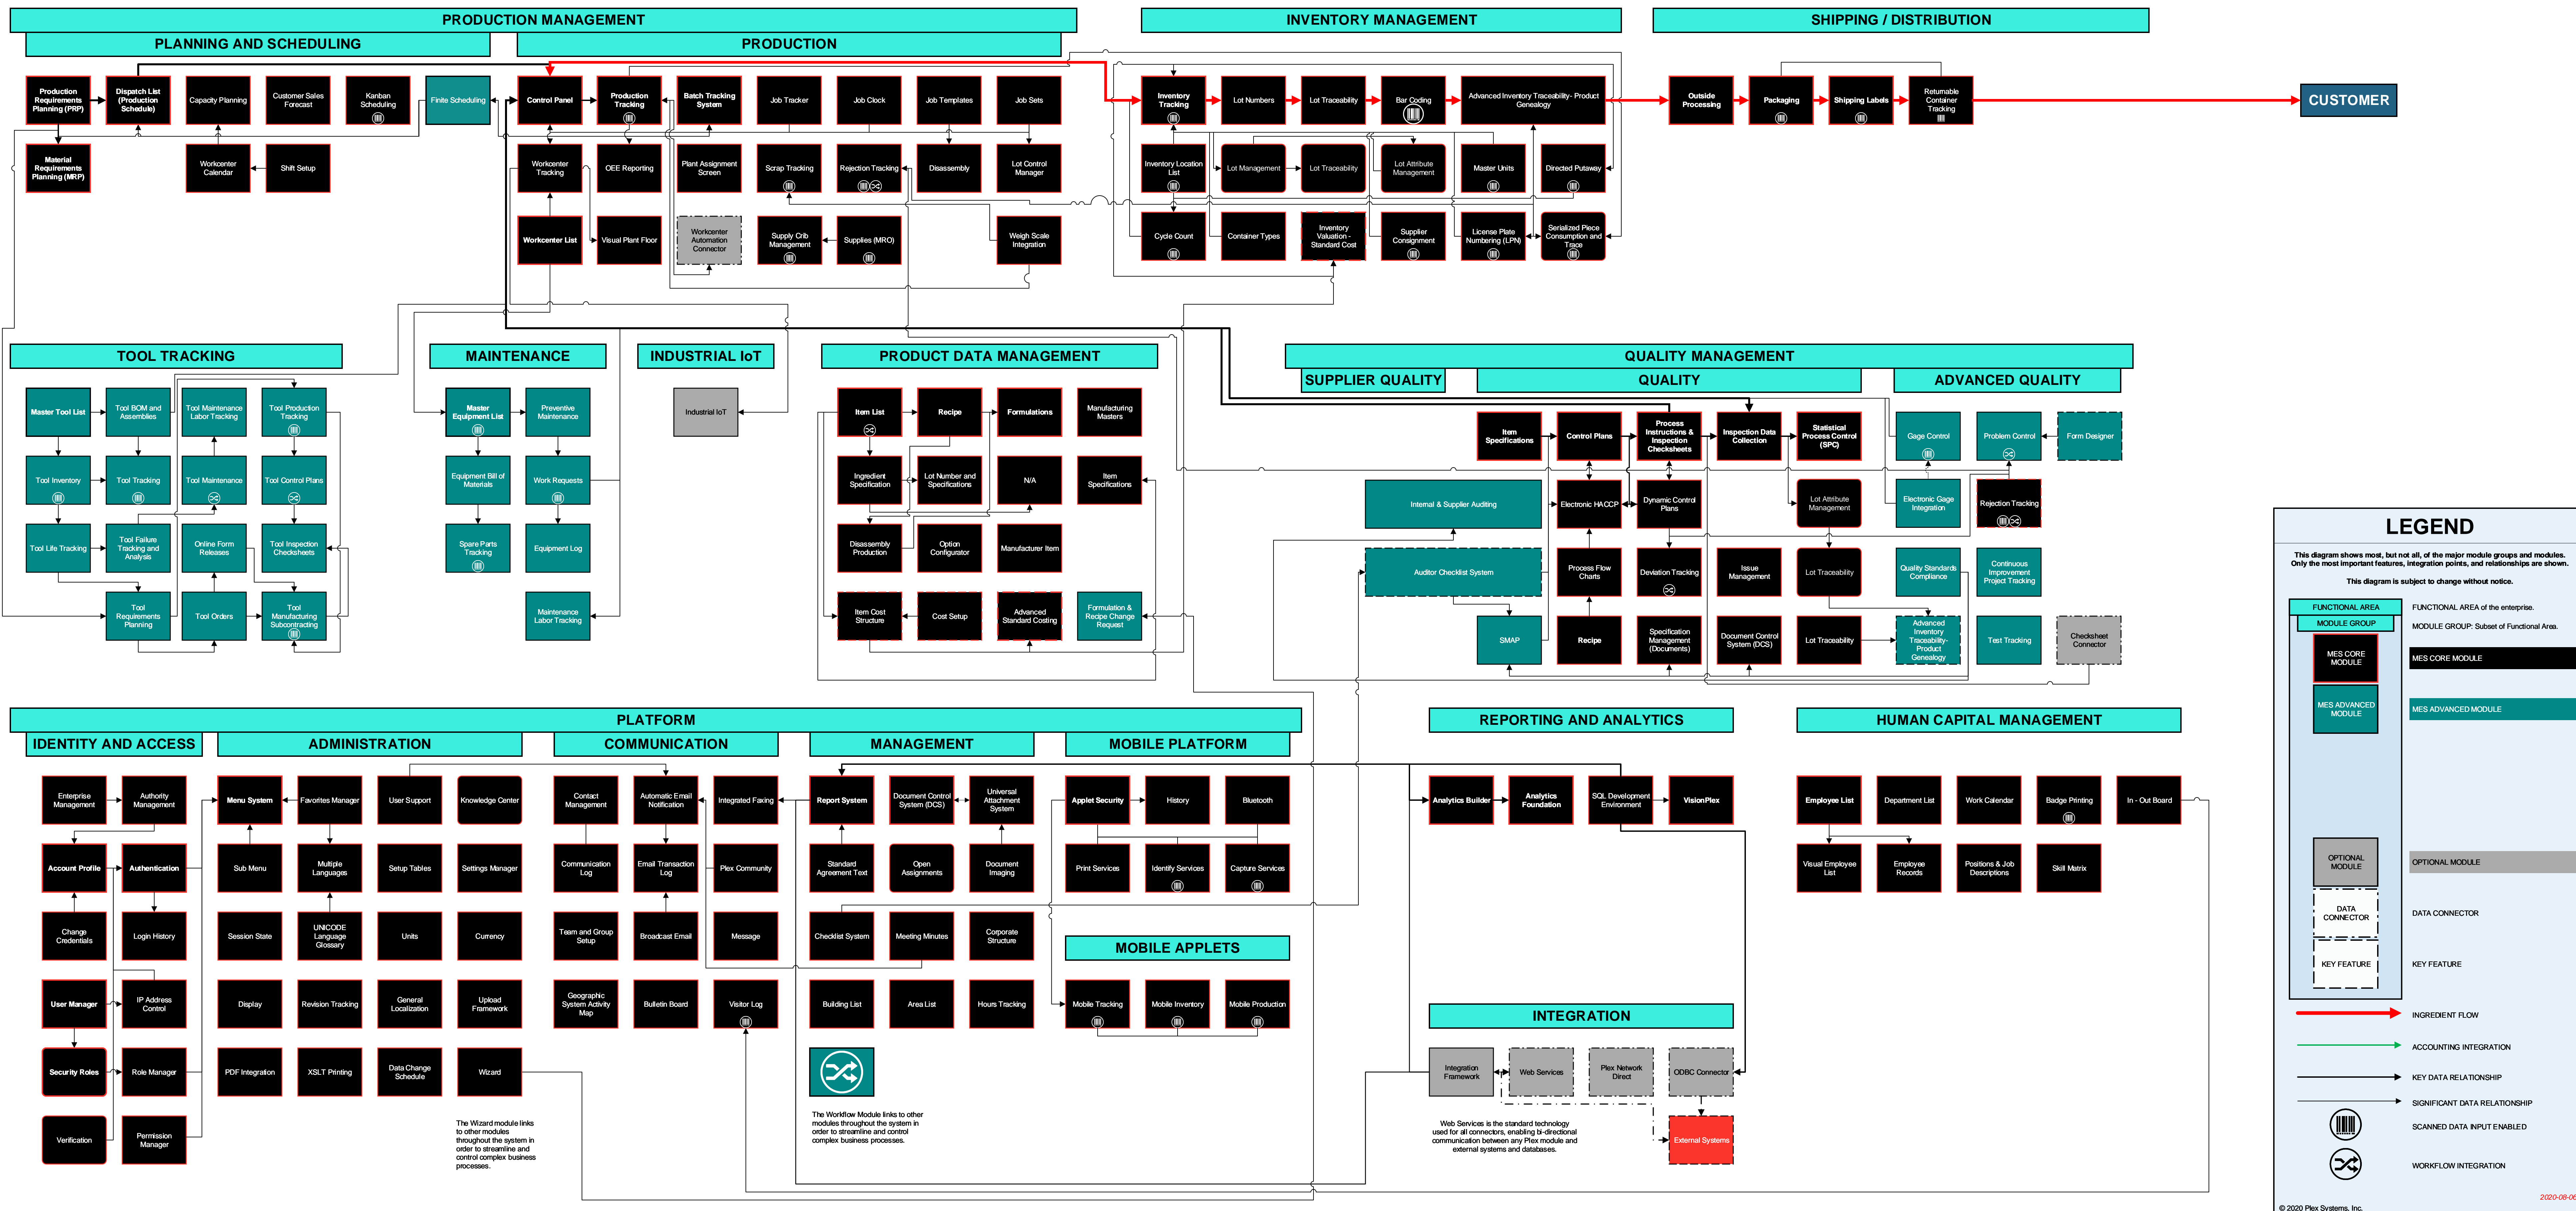 PRODUCTION MANAGEMENT
PLANNING AND SCHEDULING
PRODUCTION
INVENTORY MANAGEMENT
SHIPPING / DISTRIBUTION
Production
Requirements
Planning (PRP)
Dispatch List
(Production
Schedule)
Capacity Planning
Customer Sales
Forecast
Kanban
Scheduling
Finite Scheduling
Control Panel
Production
Tracking
Batch Tracking
System
Job Tracker
Job Clock
Job Templates
Job Sets
Inventory
Tracking
Lot Numbers
Lot Traceability
Bar Coding
Advanced Inventory Traceability- Product
Genealogy
Outside
Processing
Packaging
Shipping Labels
Returnable
Container
Tracking
CUSTOMER
Material
Requirements
Planning (MRP)
Workcenter
Calendar
Shift Setup
Workcenter
Tracking
OEE Reporting
Plant Assignment
Screen
Scrap Tracking
Rejection Tracking
Disassembly
Lot Control
Manager
Inventory Location
List
Lot Management
Lot Traceability
Lot Attribute
Management
Master Units
Directed Putaway
Workcenter List
Visual Plant Floor
Workcenter
Automation
Connector
Supply Crib
Management
Supplies (MRO)
Weigh Scale
Integration
Cycle Count
Container Types
Inventory
Valuation -
Standard Cost
Supplier
Consignment
License Plate
Numbering (LPN)
Serialized Piece
Consumption and
Trace
TOOL TRACKING
MAINTENANCE
INDUSTRIAL IoT
PRODUCT DATA MANAGEMENT
QUALITY MANAGEMENT
SUPPLIER QUALITY
QUALITY
ADVANCED QUALITY
Master Tool List
Tool BOM and
Assemblies
Tool Maintenance
Labor Tracking
Tool Production
Tracking
Tool Inventory
Tool Tracking
Tool Maintenance
Tool Control Plans
Tool Life Tracking
Tool Failure
Tracking and
Analysis
Online Form
Releases
Tool Inspection
Checksheets
Tool
Requirements
Planning
Tool Orders
Tool
Manufacturing
Subcontracting
Master
Equipment List
Preventive
Maintenance
Equipment Bill of
Materials
Work Requests
Spare Parts
Tracking
Equipment Log
Maintenance
Labor Tracking
Industrial IoT
Item List
Recipe
Formulations
Manufacturing
Masters
Ingredient
Specification
Lot Number and
Specifications
N/A
Item
Specifications
Disassembly
Production
Option
Configurator
Manufacturer Item
Item Cost
Structure
Cost Setup
Advanced
Standard Costing
Formulation &
Recipe Change
Request
Item
Specifications
Control Plans
Process
Instructions &
Inspection
Checksheets
Inspection Data
Collection
Statistical
Process Control
(SPC)
Gage Control
Problem Control
Form Designer
Internal & Supplier Auditing
Electronic HACCP
Dynamic Control
Plans
Lot Attribute
Management
Electronic Gage
Integration
Rejection Tracking
Auditor Checklist System
Process Flow
Charts
Deviation Tracking
Issue
Management
Lot Traceability
Quality Standards
Compliance
Continuous
Improvement
Project Tracking
SMAP
Recipe
Specification
Management
(Documents)
Document Control
System (DCS)
Lot Traceability
Advanced
Inventory
Traceability-
Product
Genealogy
Test Tracking
Checksheet
Connector
PLATFORM
IDENTITY AND ACCESS
ADMINISTRATION
COMMUNICATION
MANAGEMENT
MOBILE PLATFORM
REPORTING AND ANALYTICS
HUMAN CAPITAL MANAGEMENT
Enterprise
Management
Authority
Management
Menu System
Favorites Manager
User Support
Knowledge Center
Contact
Management
Automatic Email
Notification
Integrated Faxing
Report System
Document Control
System (DCS)
Universal
Attachment
System
Applet Security
History
Bluetooth
Analytics Builder
Analytics
Foundation
SQL Development
Environment
VisionPlex
Employee List
Department List
Work Calendar
Badge Printing
In - Out Board
Account Profile
Authentication
Sub Menu
Multiple
Languages
Setup Tables
Settings Manager
Communication
Log
Email Transaction
Log
Plex Community
Standard
Agreement Text
Open
Assignments
Document
Imaging
Print Services
Identify Services
Capture Services
Visual Employee
List
Employee
Records
Positions & Job
Descriptions
Skill Matrix
Change
Credentials
Login History
Session State
UNICODE
Language
Glossary
Units
Currency
Team and Group
Setup
Broadcast Email
Message
Checklist System
Meeting Minutes
Corporate
Structure
MOBILE APPLETS
User Manager
IP Address
Control
Display
Revision Tracking
General
Localization
Upload
Framework
Geographic
System Activity
Map
Bulletin Board
Visitor Log
Building List
Area List
Hours Tracking
Mobile Tracking
Mobile Inventory
Mobile Production
INTEGRATION
Security Roles
Role Manager
PDF Integration
XSLT Printing
Data Change
Schedule
Wizard
Integration
Framework
Web Services
Plex Network
Direct
ODBC Connector
Verification
Permission
Manager
The Wizard module links
to other modules
throughout the system in
order to streamline and
control complex business
processes.
The Workflow Module links to other
modules throughout the system in
order to streamline and control
complex business processes.
Web Services is the standard technology
used for all connectors, enabling bi-directional
communication between any Plex module and
external systems and databases.
External Systems
LEGEND
This diagram shows most, but not all, of the major module groups and modules.
Only the most important features, integration points, and relationships are shown.
This diagram is subject to change without notice.
FUNCTIONAL AREA
FUNCTIONAL AREA of the enterprise.
MODULE GROUP
MODULE GROUP: Subset of Functional Area.
MES CORE
MODULE
MES CORE MODULE
MES ADVANCED
MODULE
MES ADVANCED MODULE
OPTIONAL
MODULE
OPTIONAL MODULE
DATA
CONNECTOR
DATA CONNECTOR
KEY FEATURE
KEY FEATURE
INGREDIENT FLOW
ACCOUNTING INTEGRATION
KEY DATA RELATIONSHIP
SIGNIFICANT DATA RELATIONSHIP
SCANNED DATA INPUT ENABLED
WORKFLOW INTEGRATION
2020-08-06
© 2020 Plex Systems, Inc.